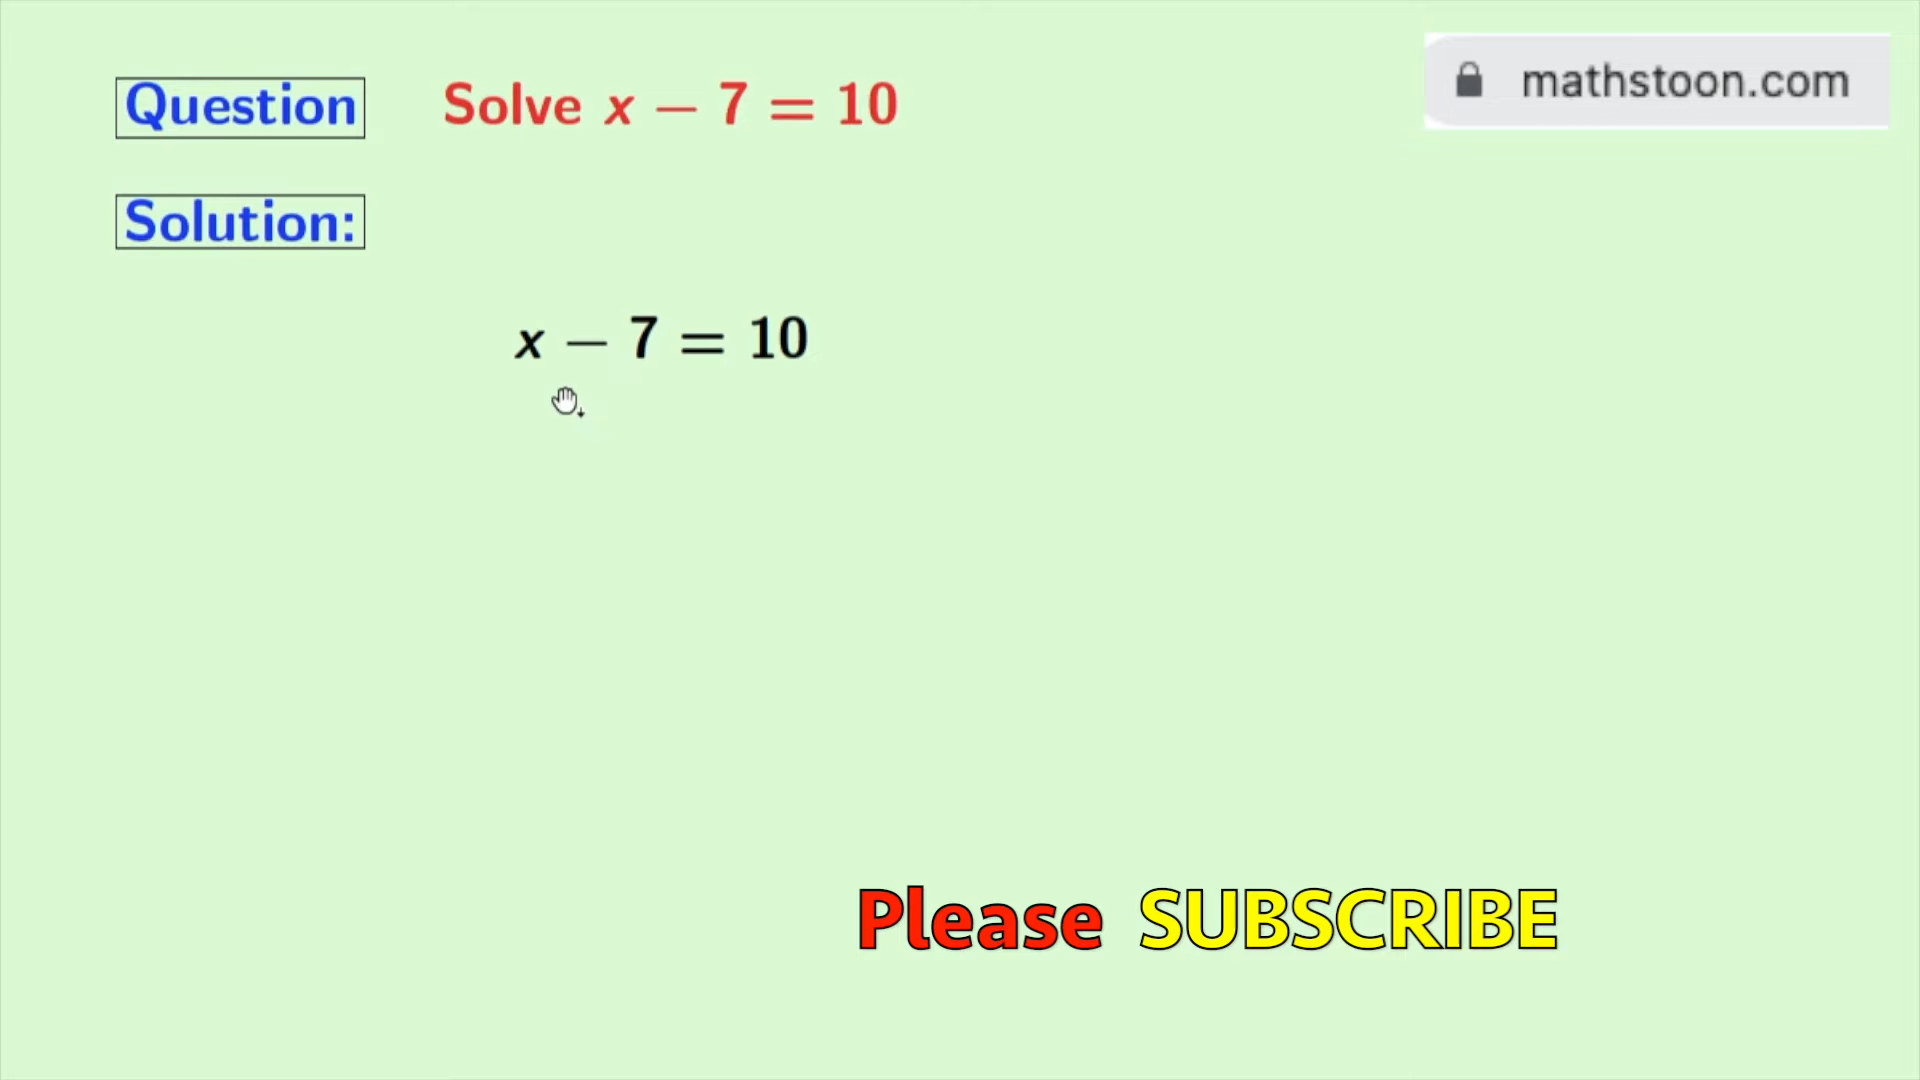 Question Solve x − 7 = 10
mathstoon.com
Solution:
x − 7 = 10
Please SUBSCRIBE